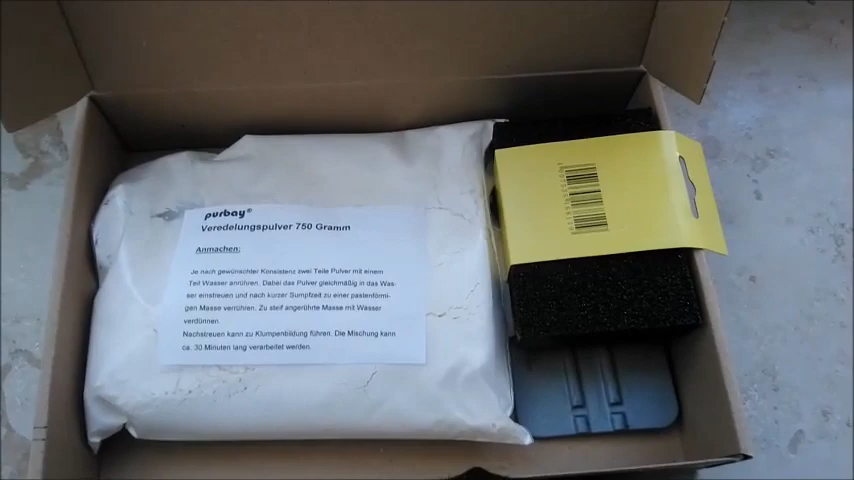 purbay®
Veredelungspulver 750 Gramm
Anmachen:
Je nach gewünschter Konsistenz zwei Teile Pulver mit einem
Teil Wasser anrühren. Dabei das Pulver gleichmäßig in das Was-
ser einstreuen und nach kurzer Sumpfzeit zu einer pastenförmi-
gen Masse verrühren. Zu steif angerührte Masse mit Wasser
verdünnen.
Nachstreuen kann zu Klumpenbildung führen. Die Mischung kann
ca. 30 Minuten lang verarbeitet werden.